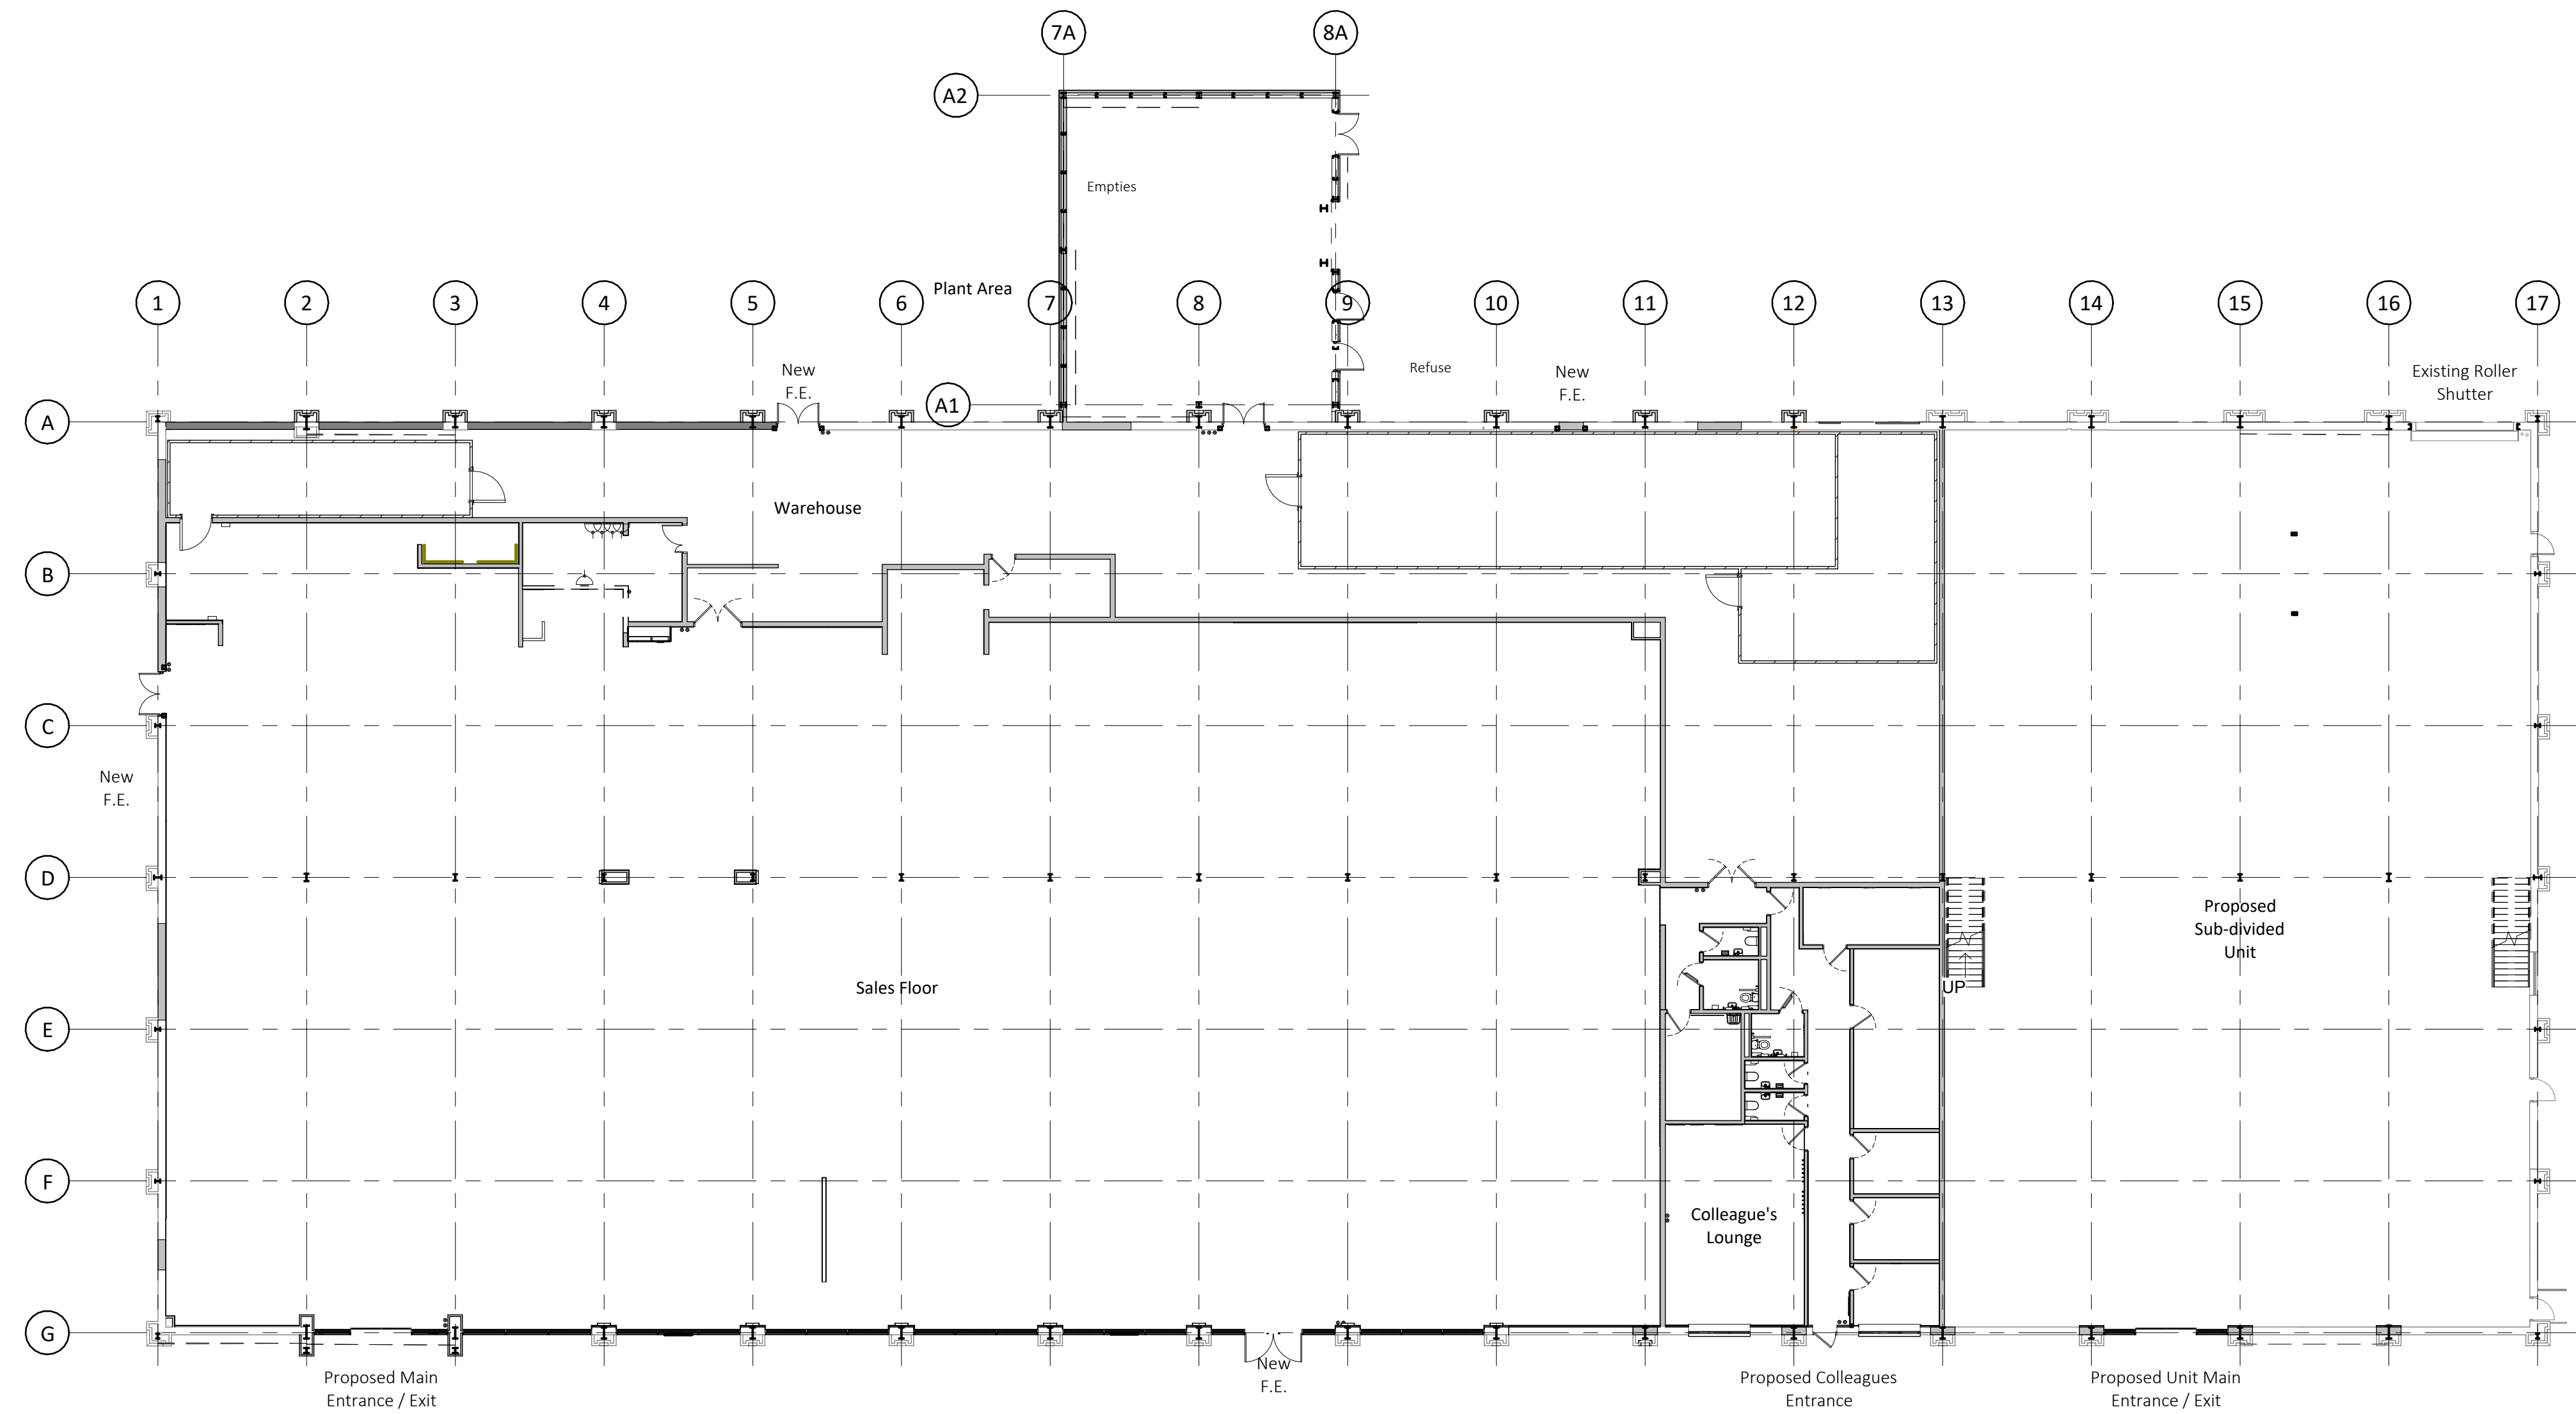 7A
8A
A2
Empties
Plant Area
1
2
3
4
5
6
7
8
9
10
11
12
13
14
15
16
17
New
F.E.
Refuse
New
F.E.
Existing Roller
Shutter
A1
A
Warehouse
B
C
New
F.E.
D
Proposed
Sub-divided
Unit
Sales Floor
UP
E
F
Colleague's
Lounge
G
New
F.E.
Proposed Main
Entrance / Exit
Proposed Colleagues
Entrance
Proposed Unit Main
Entrance / Exit